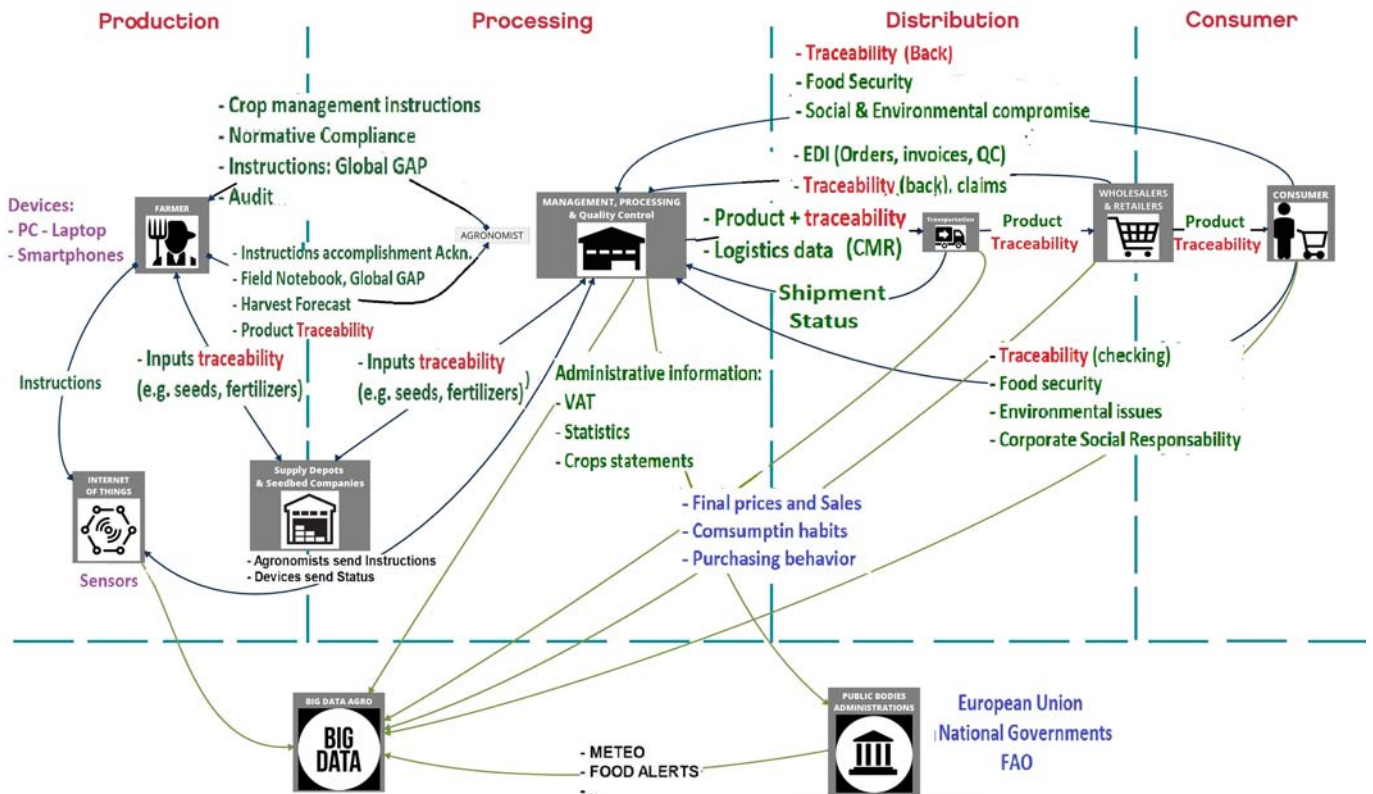 Production
Processing
Distribution
Consumer
- Traceability (Back)
- Food Security
- Social & Environmental compromise
- Crop management instructions
- Normative Compliance
- Instructions: Global GAP
- Audit
- EDI (Orders, invoices, QC)
- Traceability (back). claims
Devices:
- PC - Laptop
- Smartphones
FARMER
AGRONOMIST
MANAGEMENT, PROCESSING
& Quality Control
- Product + traceability
- Logistics data (CMR)
Transportation
Product
Traceability
WHOLESALERS
& RETAILERS
Product
Traceability
CONSUMER
- Instructions accomplishment Ackn.
- Field Notebook, Global GAP
- Harvest Forecast
- Product Traceability
Shipment
Status
Instructions
- Inputs traceability
(e.g. seeds, fertilizers)
- Inputs traceability
(e.g. seeds, fertilizers)
Administrative information:
- VAT
- Statistics
- Crops statements
- Traceability (checking)
- Food security
- Environmental issues
- Corporate Social Responsability
INTERNET
OF THINGS
Sensors
Supply Depots
& Seedbed Companies
- Agronomists send Instructions
- Devices send Status
- Final prices and Sales
- Comsumptin habits
- Purchasing behavior
BIG DATA AGRO
BIG
DATA
- METEO
- FOOD ALERTS
- ..
PUBLIC BODIES
ADMINISTRATIONS
European Union
National Governments
FAO